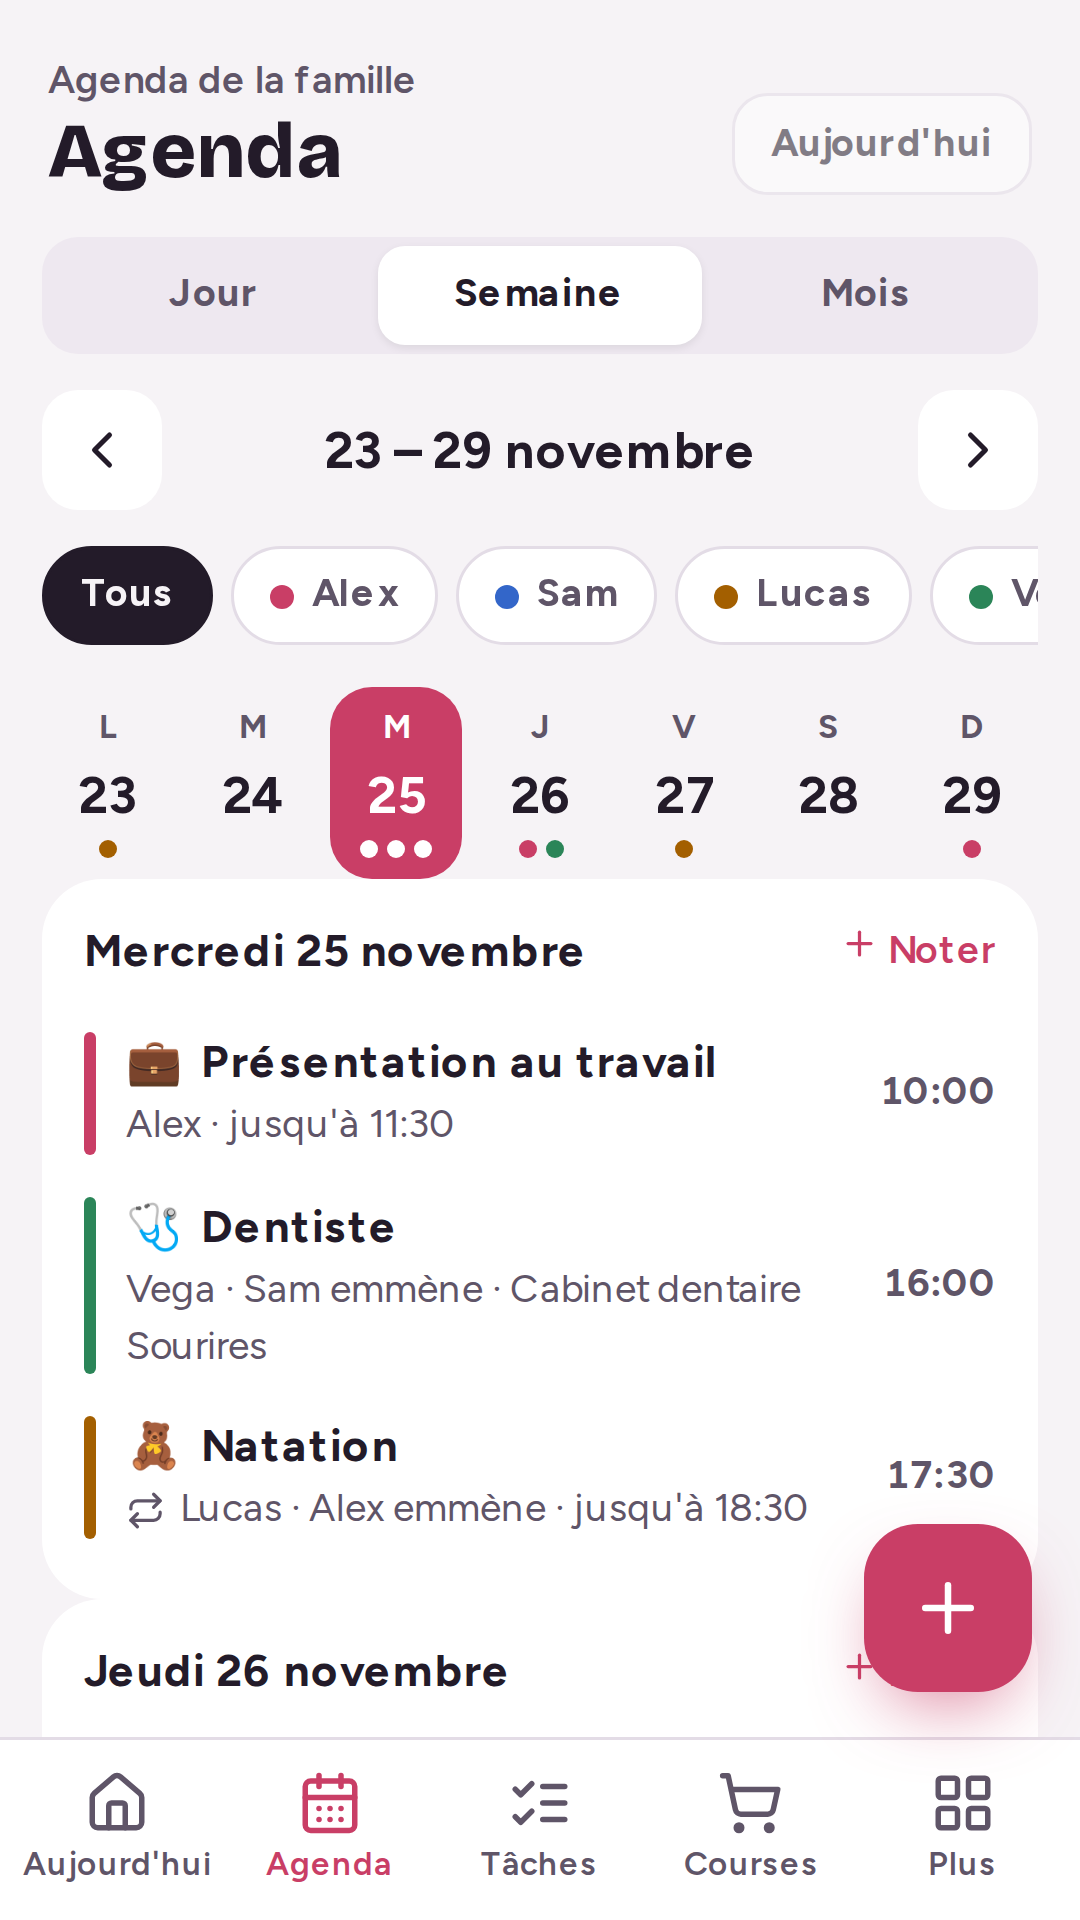 Agenda de la famille
Agenda
Aujourd'hui
Jour Semaine Mois
23 – 29 novembre
Tous Alex Sam Lucas
L M M J V S D
23 24 25 26 27 28 29
Mercredi 25 novembre + Noter
Présentation au travail
10:00
Alex · jusqu'à 11:30
Dentiste
Vega · Sam emmène · Cabinet dentaire
16:00
Sourires
Natation
17:30
Lucas · Alex emmène · jusqu'à 18:30
Jeudi 26 novembre +
Aujourd'hui Agenda Tâches Courses Plus